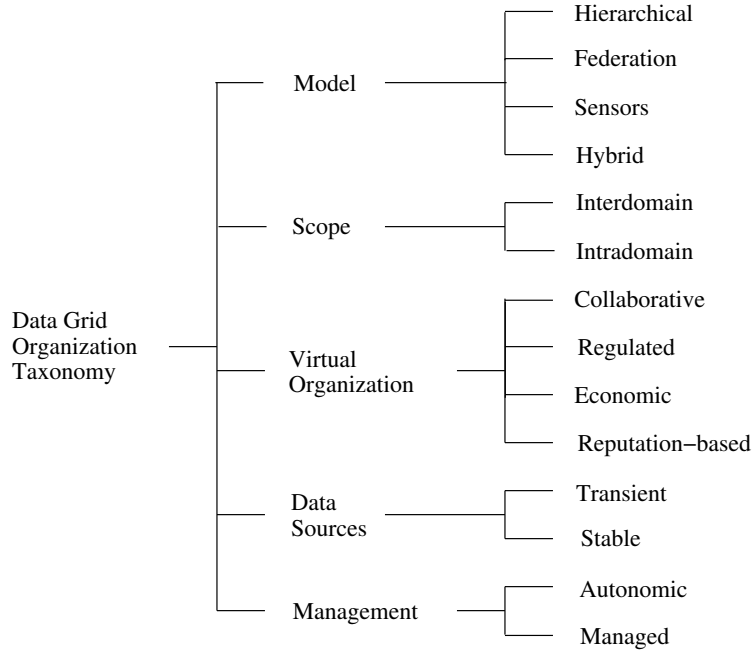 Data Grid
Organization
Taxonomy
Model
Hierarchical
Federation
Sensors
Hybrid
Scope
Interdomain
Intradomain
Virtual
Organization
Collaborative
Regulated
Economic
Reputation−based
Data
Sources
Transient
Stable
Management
Autonomic
Managed